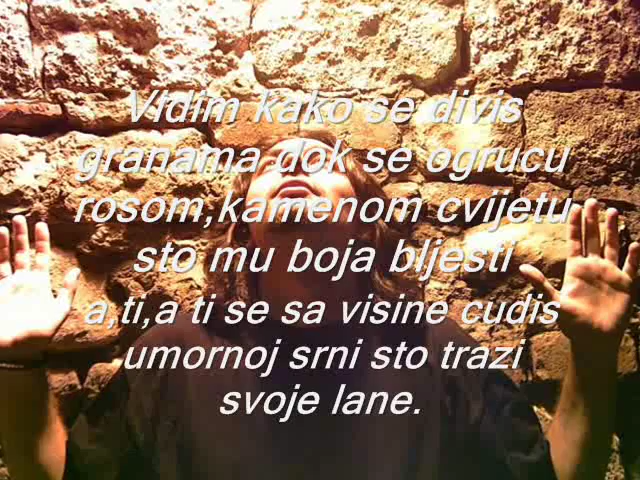 Vidim kako se divis
granama dok se ogrucu
rosom,kamenom cvijetu
sto mu boja bljesti
a,ti,a ti se sa visine cudis
umornoj srni sto trazi
svoje lane.